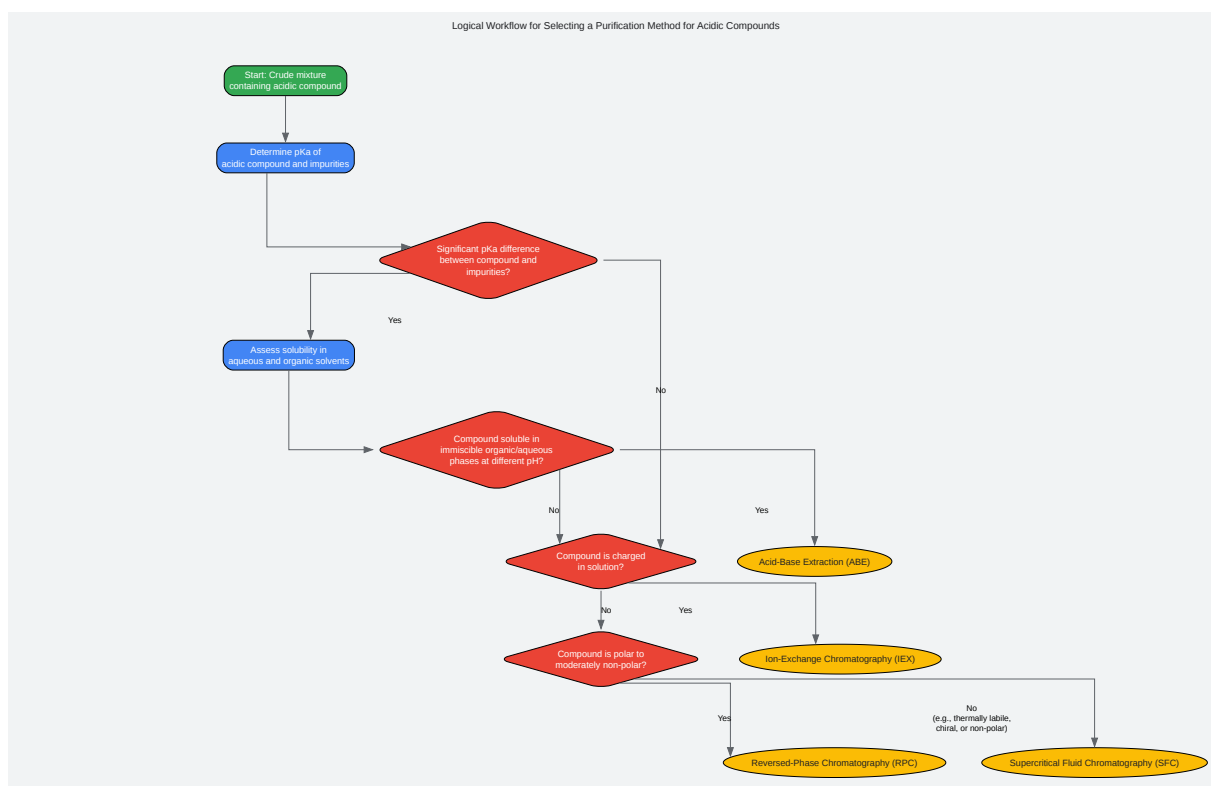 Logical Workflow for Selecting a Purification Method for Acidic Compounds
Start: Crude mixture
containing acidic compound
Determine pKa of
acidic compound and impurities
Significant pKa difference
between compound and
impurities?
Yes
Assess solubility in
aqueous and organic solvents
No
Compound soluble in
immiscible organic/aqueous
phases at different pH?
No
Yes
Compound is charged
in solution?
Acid-Base Extraction (ABE)
No
Yes
Compound is polar to
moderately non-polar?
Ion-Exchange Chromatography (IEX)
Yes
No
(e.g., thermally labile,
chiral, or non-polar)
Reversed-Phase Chromatography (RPC)
Supercritical Fluid Chromatography (SFC)